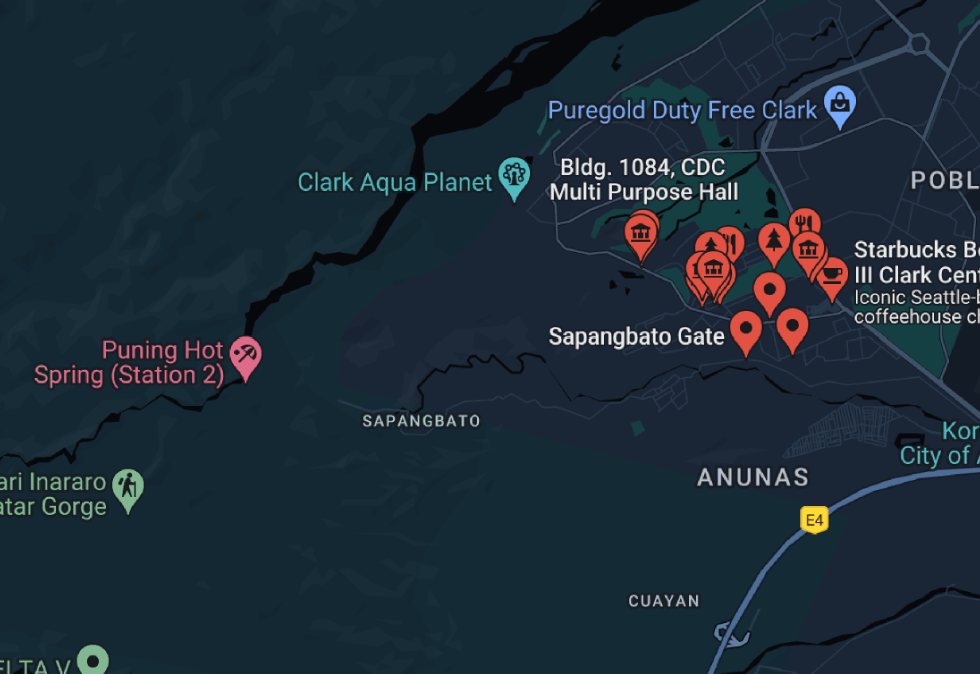 Puregold Duty Free Clark
Bldg. 1084, CDC
Multi Purpose Hall
Clark Aqua Planet
POBL
Starbucks
III Clark
Iconic Seattle-
coffeehouse
Sapangbato Gate
Puning Hot
Spring (Station 2)
SAPANGBATO
Kor
City of
ari Inararo
atar Gorge
ANUNAS
E4
CUAYAN
ELTA V